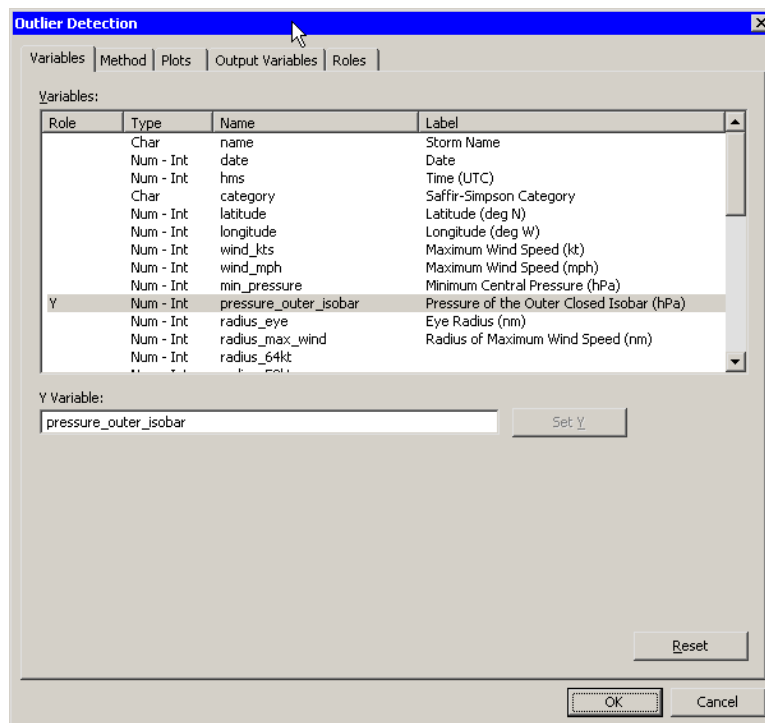 Outlier Detection
Variables Method Plots Output Variables Roles
Variables:
Role Type Name Label
Char name Storm Name
Num - Int date Date
Num - Int hms Time (UTC)
Char category Saffir-Simpson Category
Num - Int latitude Latitude (deg N)
Num - Int longitude Longitude (deg W)
Num - Int wind_kts Maximum Wind Speed (kt)
Num - Int wind_mph Maximum Wind Speed (mph)
Num - Int min_pressure Minimum Central Pressure (hPa)
Y Num - Int pressure_outer_isobar Pressure of the Outer Closed Isobar (hPa)
Num - Int radius_eye Eye Radius (nm)
Num - Int radius_max_wind Radius of Maximum Wind Speed (nm)
Num - Int radius_64kt
Y Variable:
pressure_outer_isobar Set Y
Reset
OK Cancel